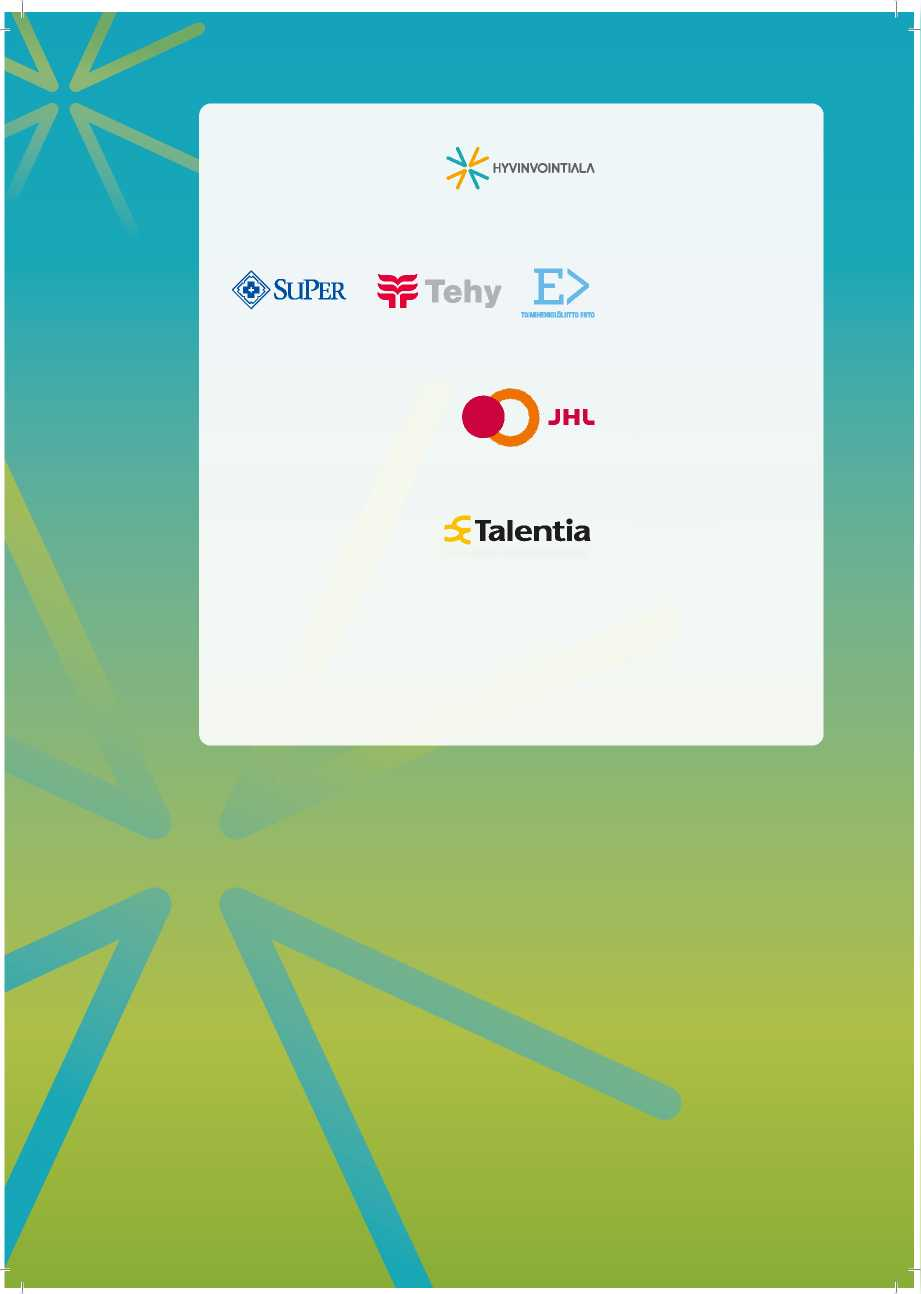 HYVINVOINTIALA
SUPER
Tehy
E>
TOIMIHENKILÖLIITTO ERTO
JHL
Talentia